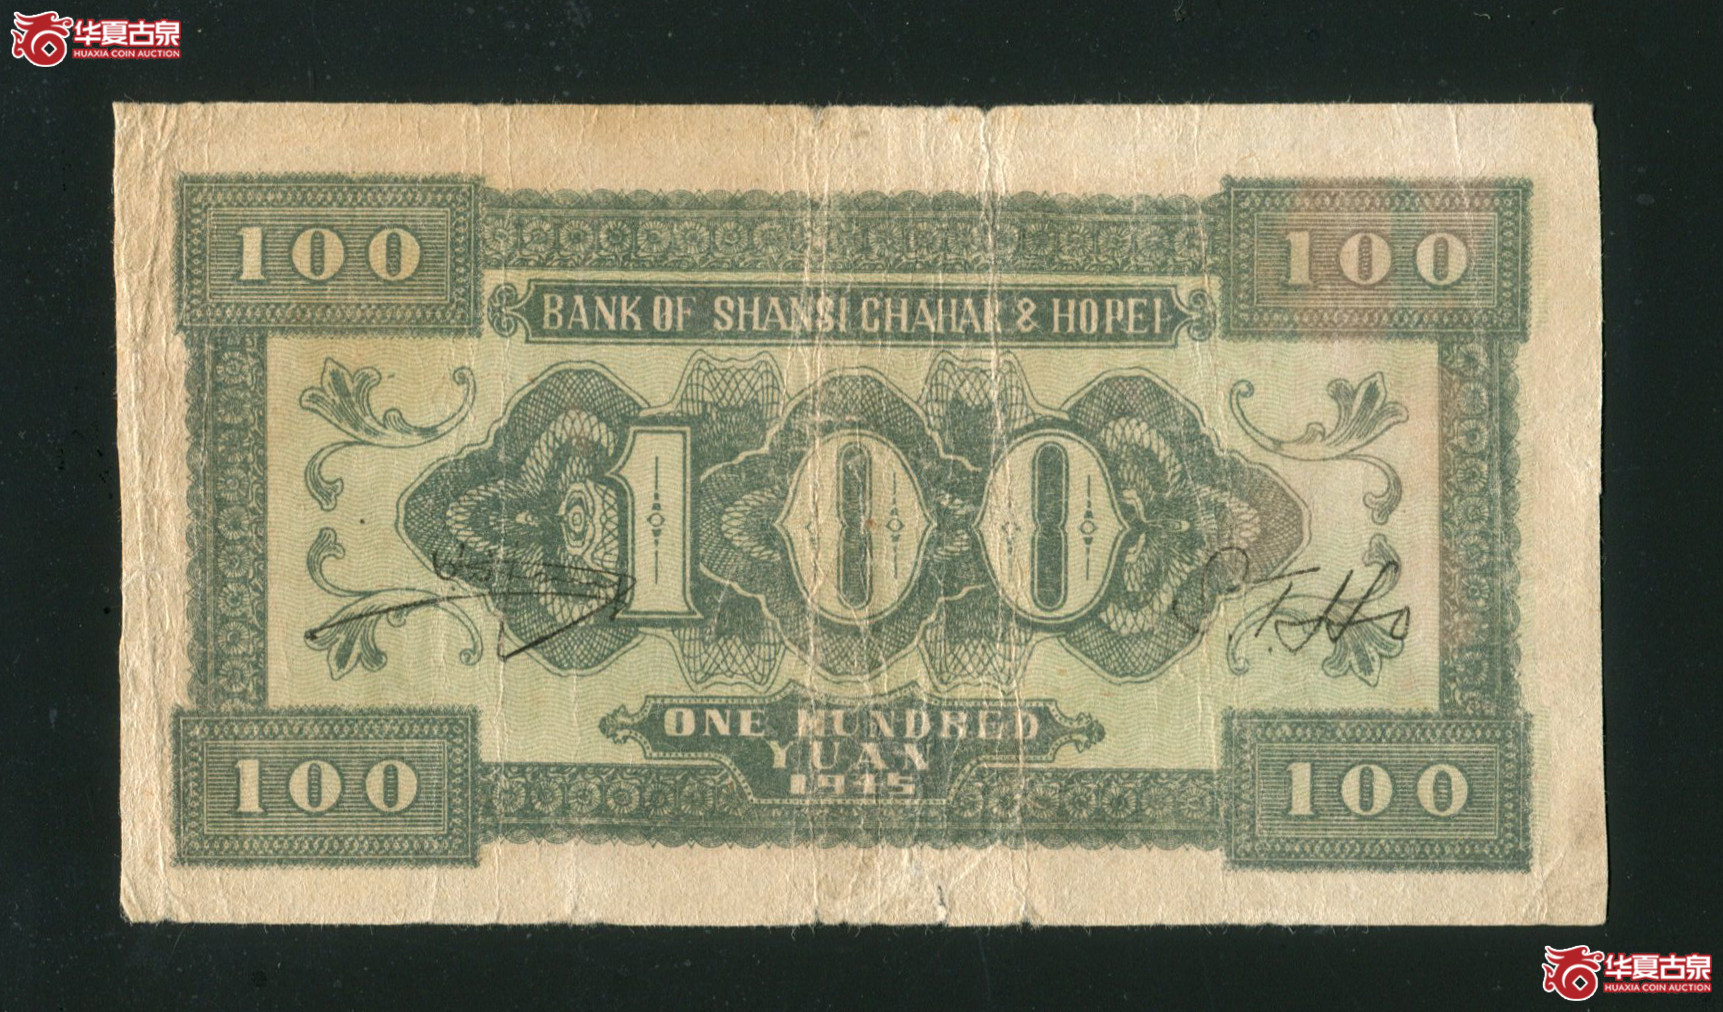 华夏古泉
HUAXIA COIN AUCTION
100
100
BANK OF SHANSI CHAHAR & HOPEI
100
ONE HUNDRED
YUAN
1945
100
100
华夏古泉
HUAXIA COIN AUCTION